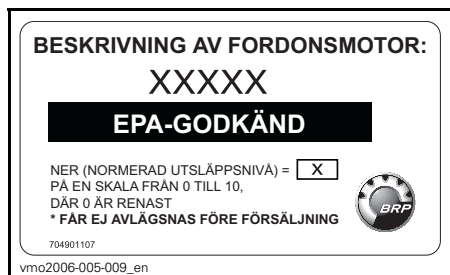 BESKRIVNING AV FORDONSMOTOR:
XXXXX
EPA-GODKÄND
NER (NORMERAD UTSLÄPPSNIVÅ) = X
PÅ EN SKALA FRÅN 0 TILL 10,
DÄR 0 ÄR RENAST
* FÅR EJ AVLÄGSNAS FÖRE FÖRSÄLJNING
BRP
704901107
vmo2006-005-009_en